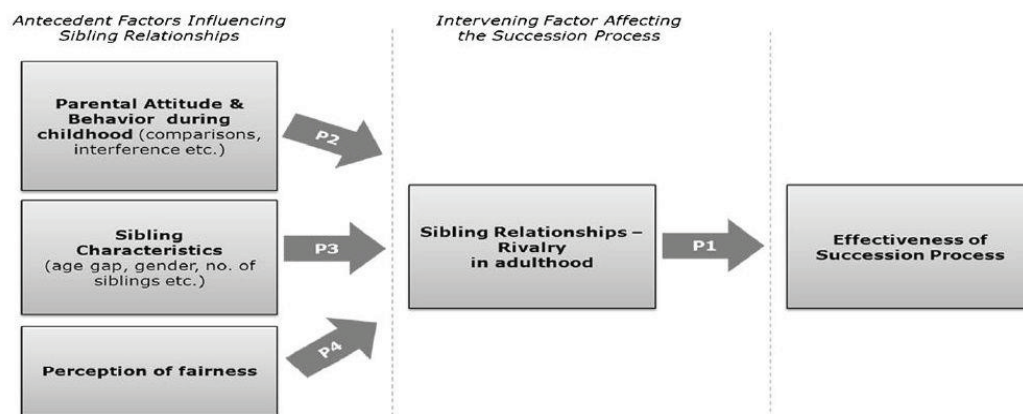 Antecedent Factors Influencing
Sibling Relationships
Intervening Factor Affecting
the Succession Process
Parental Attitude &
Behavior during
childhood (comparisons,
interference etc.)
P2
Sibling
Characteristics
(age gap, gender, no. of
siblings etc.)
P3
Perception of fairness
P4
Sibling Relationships –
Rivalry
in adulthood
P1
Effectiveness of
Succession Process